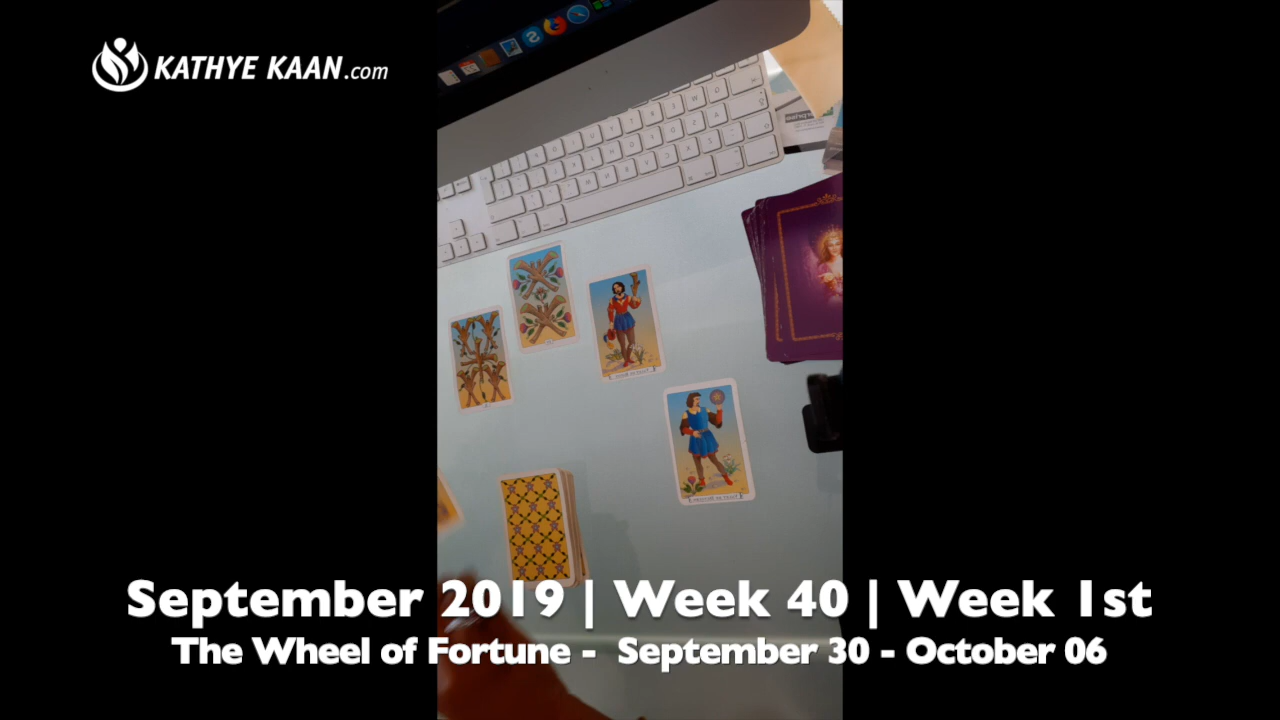 KATHYE KAAN.com
September 2019 | Week 40 | Week 1st
The Wheel of Fortune - September 30 - October 06